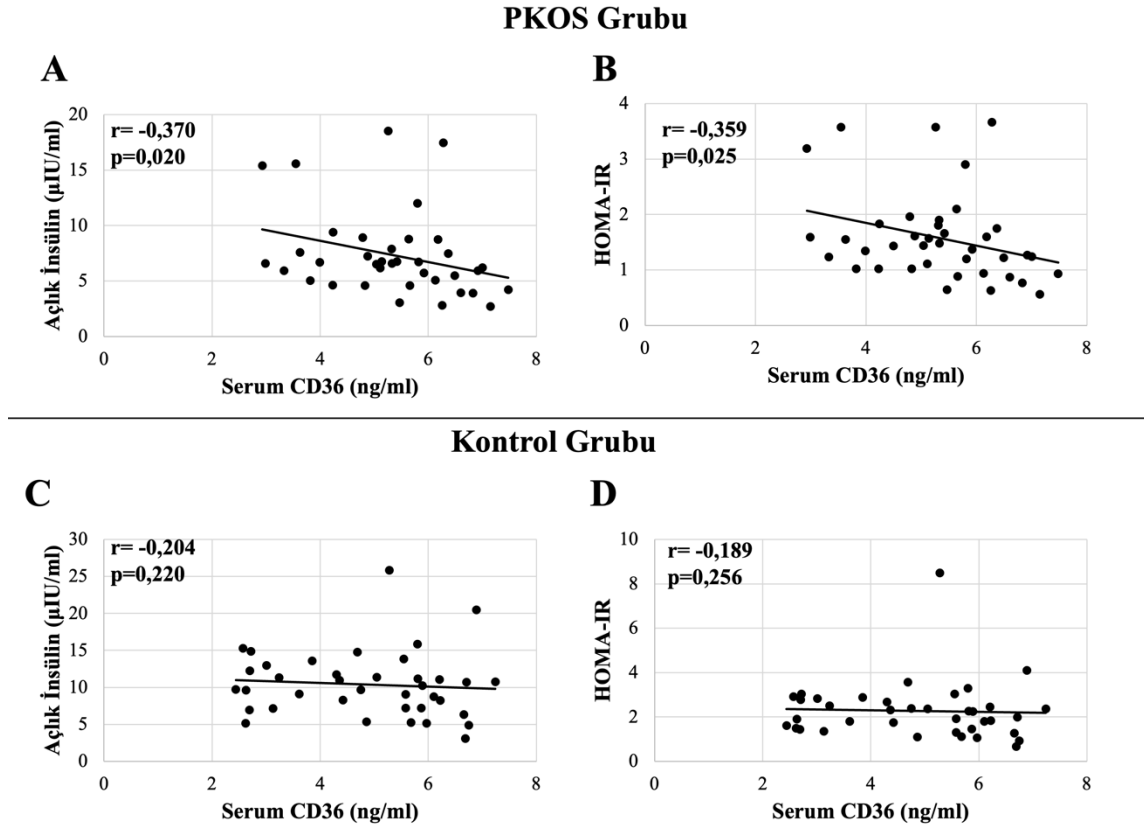 PKOS Grubu
A
r= -0,370
p=0,020
Açlık İnsülin (µIU/ml)
20
15
10
5
0
0 2 4 6 8
Serum CD36 (ng/ml)
B
r= -0,359
p=0,025
HOMA-IR
4
3
2
1
0
0 2 4 6 8
Serum CD36 (ng/ml)
Kontrol Grubu
C
r= -0,204
p=0,220
Açlık İnsülin (µIU/ml)
30
25
20
15
10
5
0
0 2 4 6 8
Serum CD36 (ng/ml)
D
r= -0,189
p=0,256
HOMA-IR
10
8
6
4
2
0
0 2 4 6 8
Serum CD36 (ng/ml)